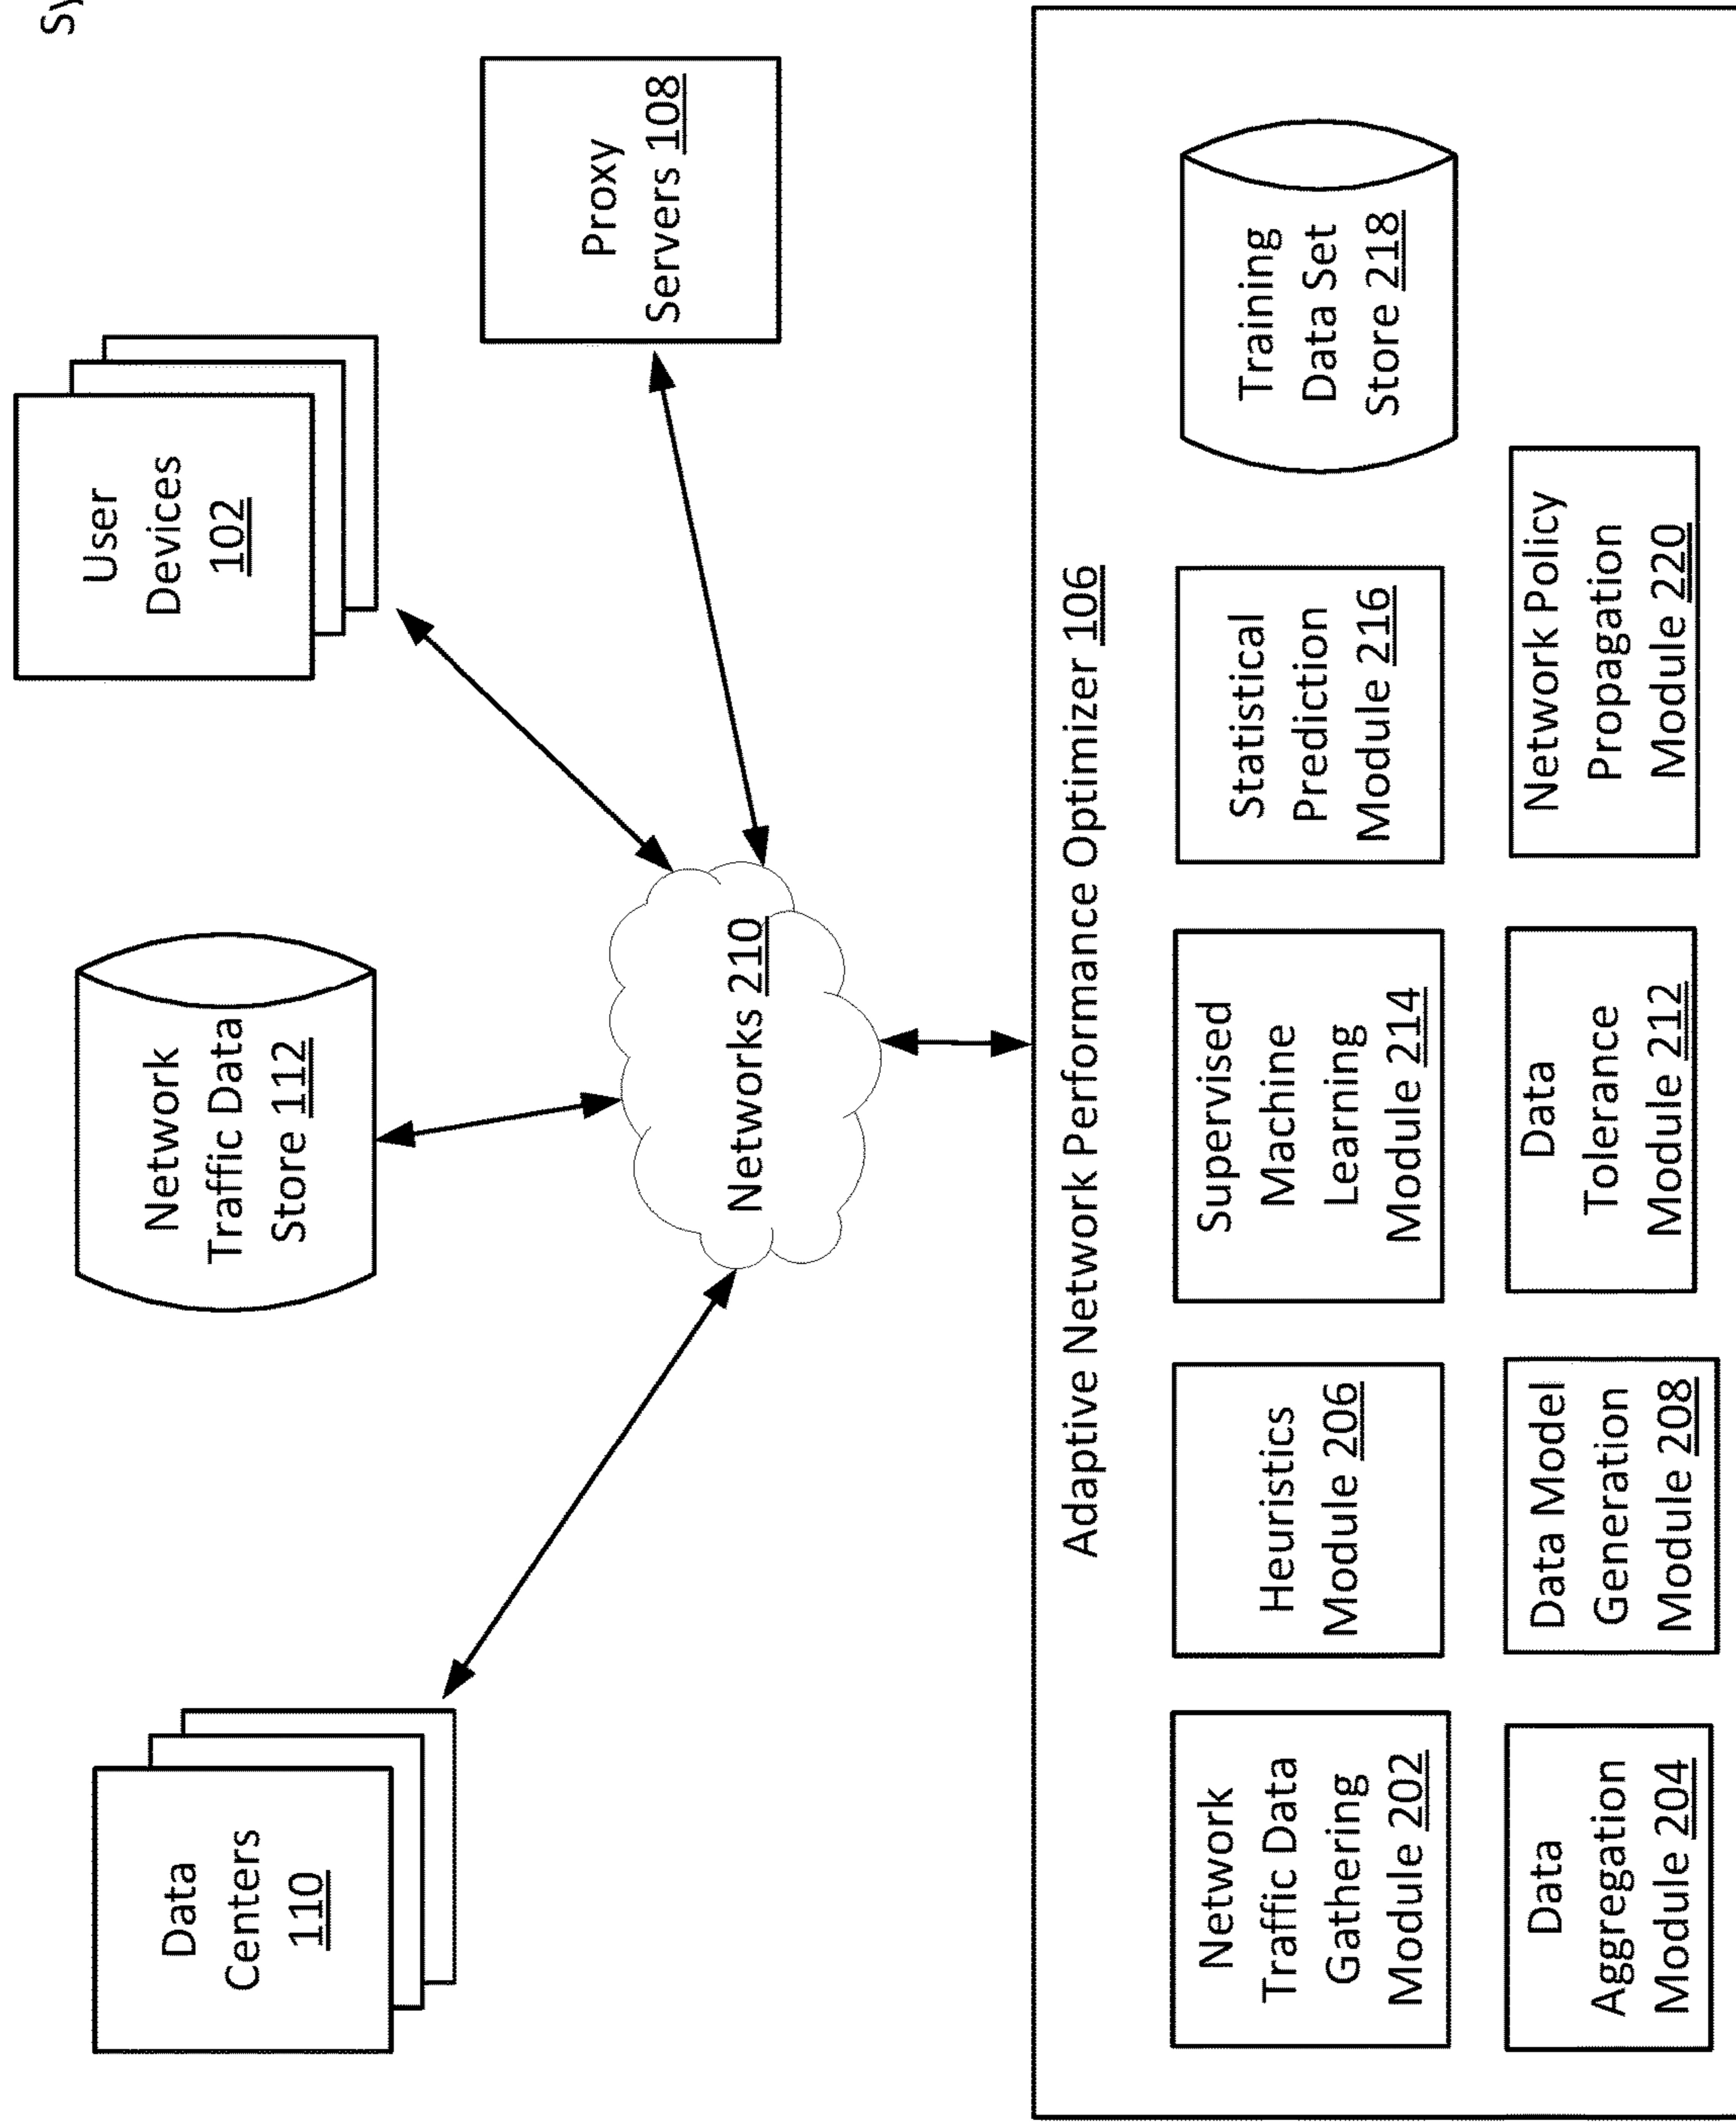 Sy
Data
Centers
110
Network
Traffic Data
Store 112
User
Devices
102
Proxy
Servers 108
Networks 210
Adaptive Network Performance Optimizer 106
Network
Traffic Data
Gathering
Module 202
Heuristics
Module 206
Supervised
Machine
Learning
Module 214
Statistical
Prediction
Module 216
Training
Data Set
Store 218
Data
Aggregation
Module 204
Data Model
Generation
Module 208
Data
Tolerance
Module 212
Network Policy
Propagation
Module 220